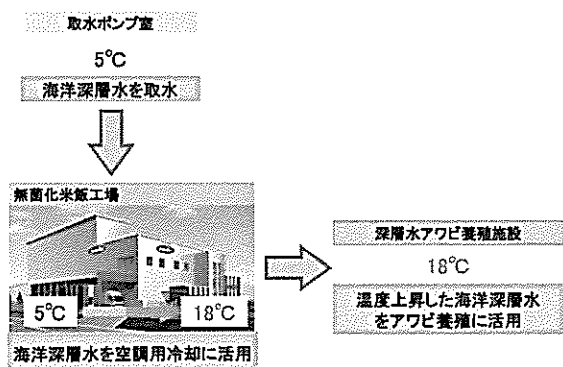 取水ポンプ室
5℃
海洋深層水を取水
無菌化米飯工場
5℃
18℃
海洋深層水を空調用冷却に活用
深層水アワビ養殖施設
18℃
温度上昇した海洋深層水
をアワビ養殖に活用